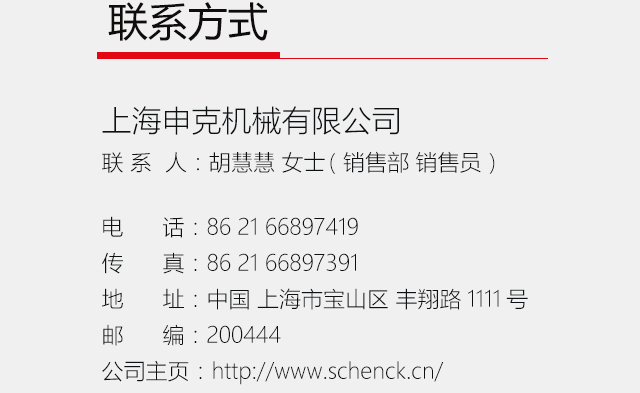 联系方式
上海申克机械有限公司
联 系 人：胡慧慧 女士 ( 销售部 销售员 )
电 话：86 21 66897419
传 真：86 21 66897391
地 址：中国 上海市宝山区 丰翔路 1111 号
邮 编：200444
公司主页：http://www.schenck.cn/